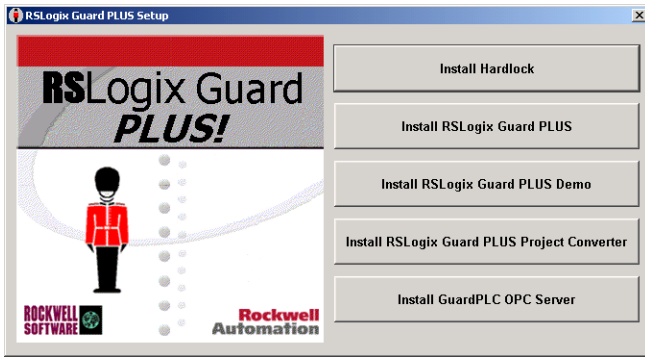 RSLogix Guard PLUS Setup
RSLogix Guard
PLUS!
ROCKWELL
SOFTWARE
Rockwell
Automation
Install Hardlock
Install RSLogix Guard PLUS
Install RSLogix Guard PLUS Demo
Install RSLogix Guard PLUS Project Converter
Install GuardPLC OPC Server